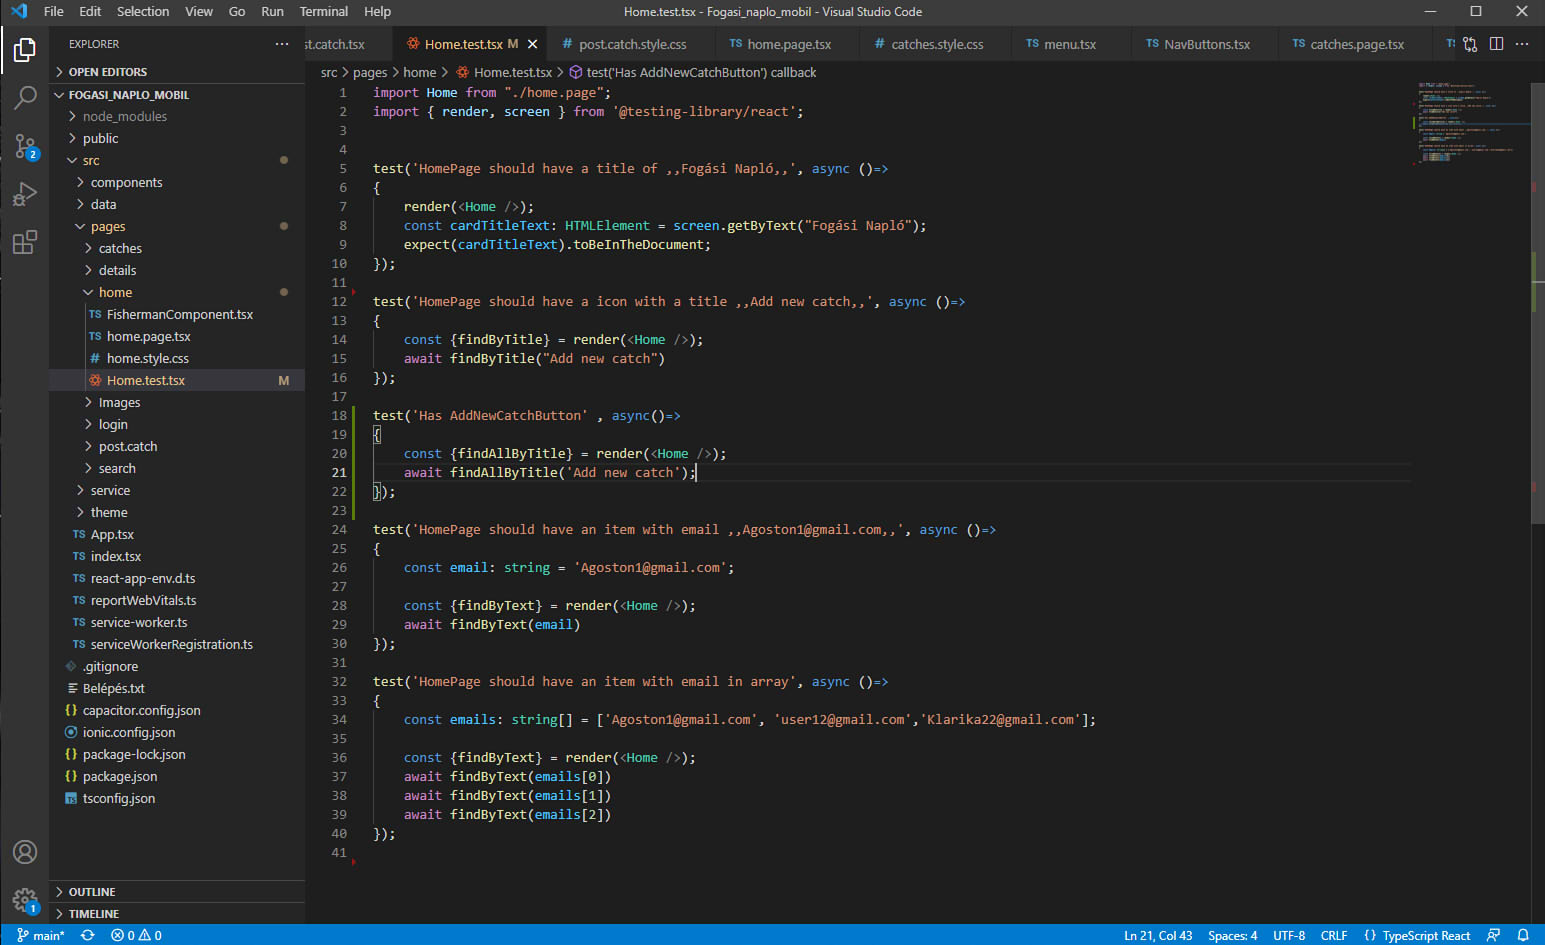 File Edit Selection View Go Run Terminal Help
Home.test.tsx - Fogasi_naplo_mobil - Visual Studio Code
EXPLORER
OPEN EDITORS
FOGASI_NAPLO_MOBIL
node_modules
public
src
components
data
pages
catches
details
home
TS FishermanComponent.tsx
TS home.page.tsx
# home.style.css
Home.test.tsx M
Images
login
post.catch
search
service
theme
TS App.tsx
TS index.tsx
TS react-app-env.d.ts
TS reportWebVitals.ts
TS service-worker.ts
TS serviceWorkerRegistration.ts
.gitignore
Belépés.txt
{} capacitor.config.json
ionic.config.json
{} package-lock.json
{} package.json
tsconfig.json
OUTLINE
TIMELINE
2
1
st.catch.tsx Home.test.tsx M # post.catch.style.css TS home.page.tsx # catches.style.css TS menu.tsx TS NavButtons.tsx TS catches.page.tsx
src > pages > home > Home.test.tsx > test('Has AddNewCatchButton') callback
1 import Home from "./home.page";
2 import { render, screen } from '@testing-library/react';
3
4
5 test('HomePage should have a title of ,,Fogási Napló,,', async ()=>
6 {
7 render(<Home />);
8 const cardTitleText: HTMLElement = screen.getByText("Fogási Napló");
9 expect(cardTitleText).toBeInTheDocument;
10 });
11
12 test('HomePage should have a icon with a title ,,Add new catch,,', async ()=>
13 {
14 const {findByTitle} = render(<Home />);
15 await findByTitle("Add new catch")
16 });
17
18 test('Has AddNewCatchButton' , async()=>
19 {
20 const {findAllByTitle} = render(<Home />);
21 await findAllByTitle('Add new catch');
22 });
23
24 test('HomePage should have an item with email ,,Agoston1@gmail.com,,', async ()=>
25 {
26 const email: string = 'Agoston1@gmail.com';
27
28 const {findByText} = render(<Home />);
29 await findByText(email)
30 });
31
32 test('HomePage should have an item with email in array', async ()=>
33 {
34 const emails: string[] = ['Agoston1@gmail.com', 'user12@gmail.com','Klarika22@gmail.com'];
35
36 const {findByText} = render(<Home />);
37 await findByText(emails[0])
38 await findByText(emails[1])
39 await findByText(emails[2])
40 });
41
main* 0 0
Ln 21, Col 43 Spaces: 4 UTF-8 CRLF {} TypeScript React